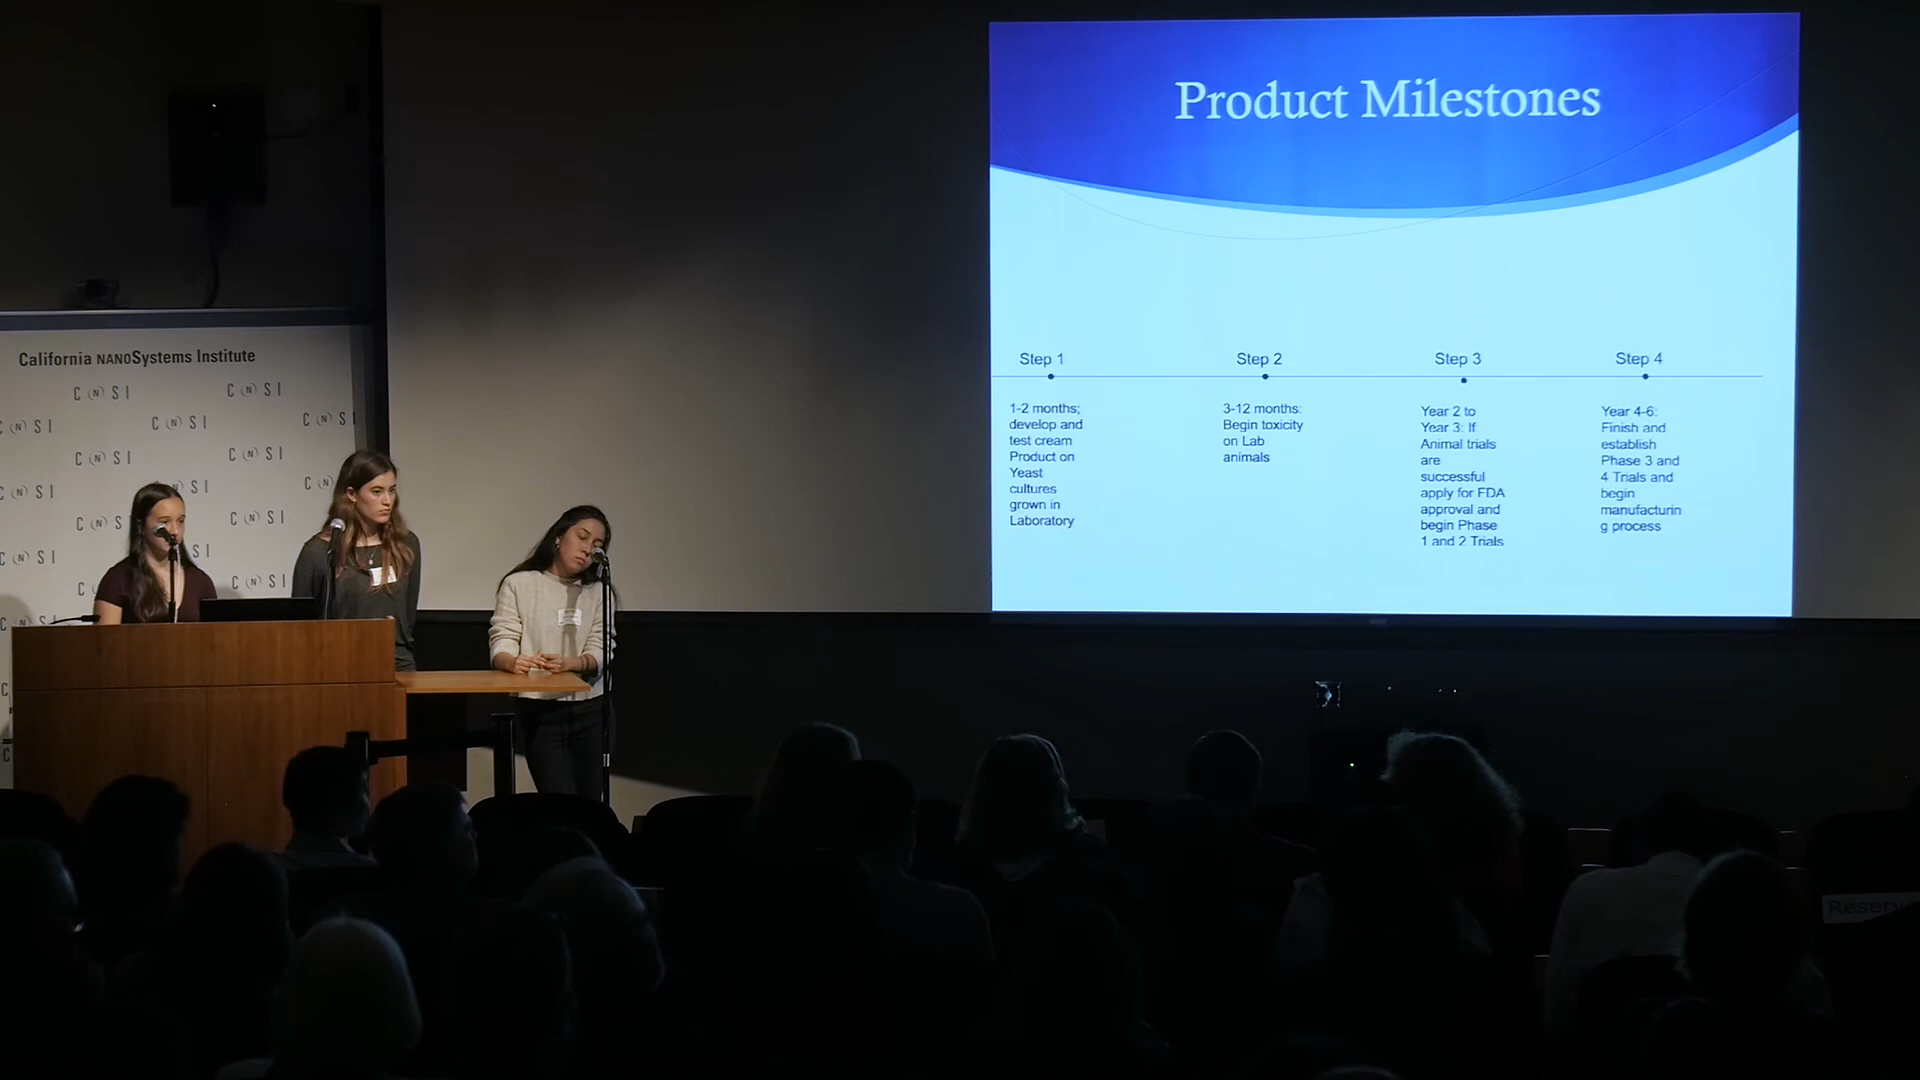 Product Milestones
Step 1
1-2 months;
develop and
test cream
Product on
Yeast
cultures
grown in
Laboratory
Step 2
3-12 months:
Begin toxicity
on Lab
animals
Step 3
Year 2 to
Year 3: If
Animal trials
are
successful
apply for FDA
approval and
begin Phase
1 and 2 Trials
Step 4
Year 4-6:
Finish and
establish
Phase 3 and
4 Trials and
begin
manufacturin
g process
California NANOSystems Institute
C (N) S I
C (N) S I
C (N) S I
C (N) S I
C (N) S I
C (N) S I
C (N) S I
C (N) S I
C (N) S I
C (N) S I
C (N) S I